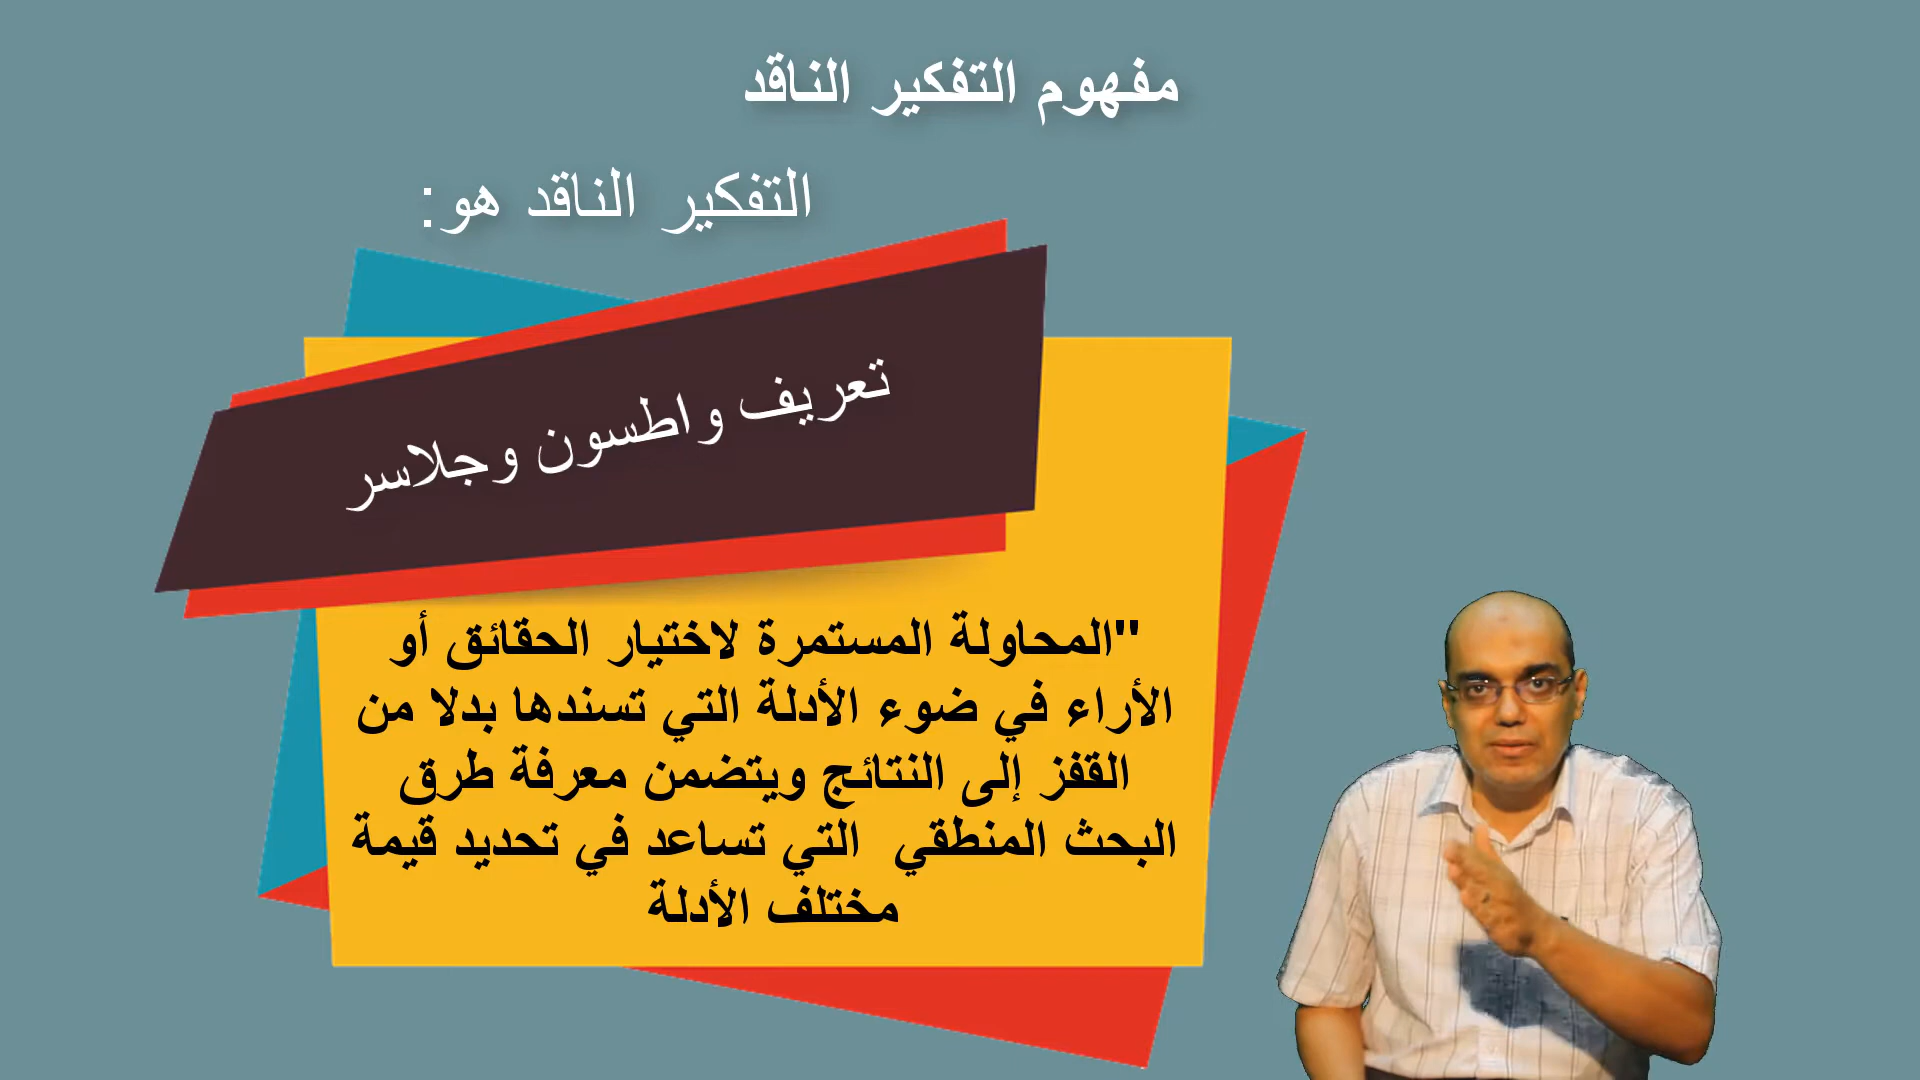 مفهوم التفكير الناقد
التفكير الناقد هو:
تعريف واطسون وجلاسر
"المحاولة المستمرة لاختيار الحقائق أو
الأراء في ضوء الأدلة التي تسندها بدلا من
القفز إلى النتائج ويتضمن معرفة طرق
البحث المنطقي التي تساعد في تحديد قيمة
مختلف الأدلة